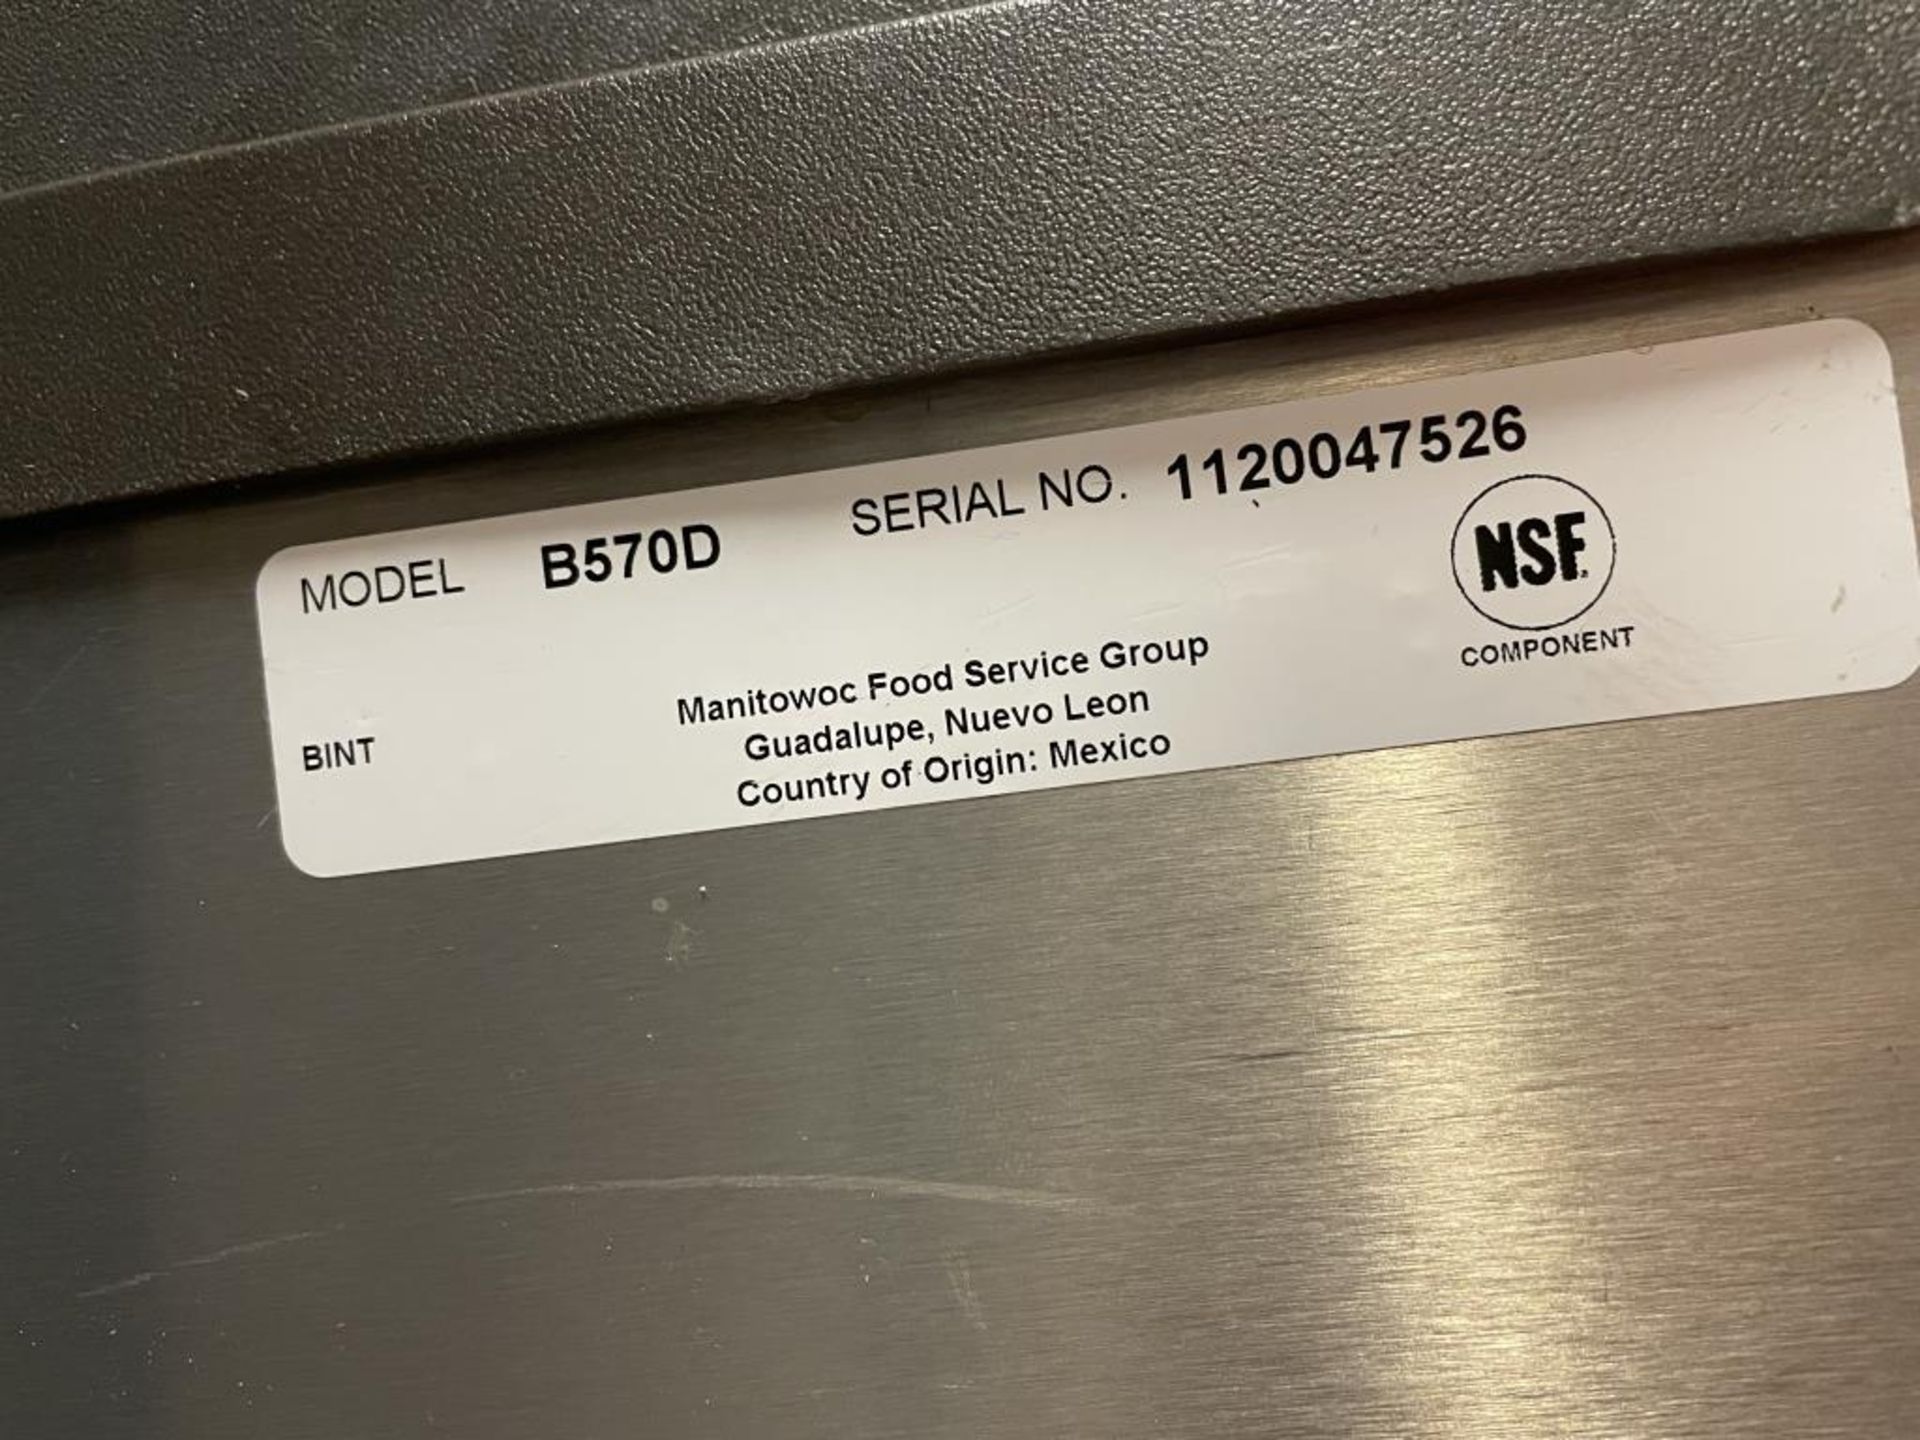 MODEL B570D SERIAL NO. 1120047526
NSF
COMPONENT
Manitowoc Food Service Group
Guadalupe, Nuevo Leon
BINT
Country of Origin: Mexico